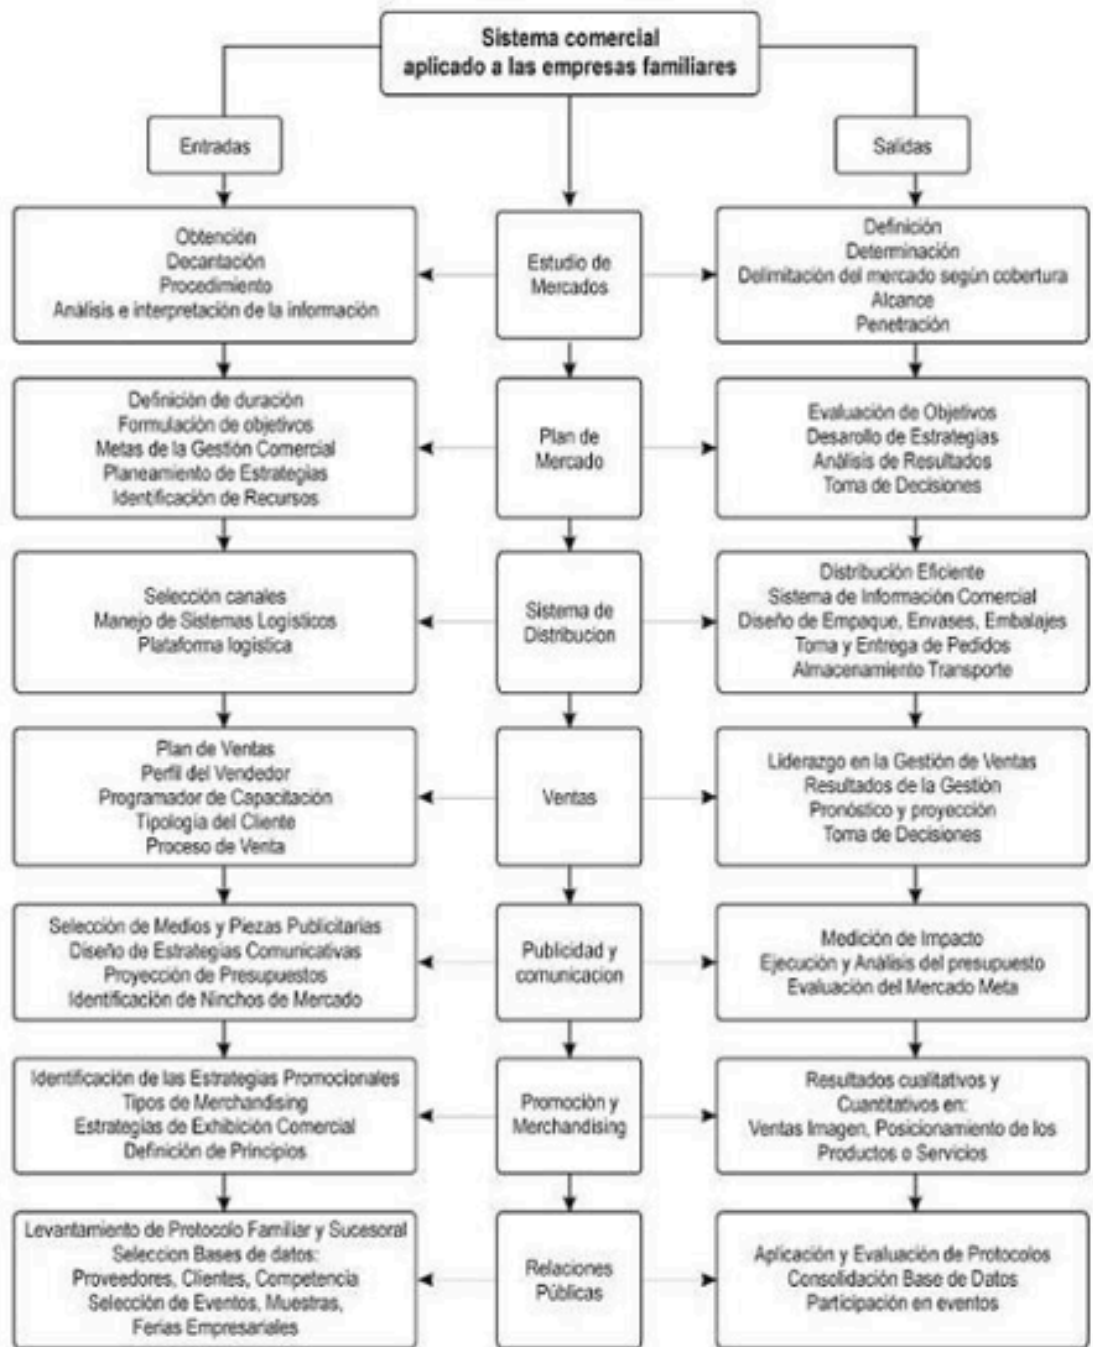 Sistema comercial
aplicado a las empresas familiares
Entradas
Salidas
Obtención
Decantación
Procedimiento
Análisis e interpretación de la información
Estudio de
Mercados
Definición
Determinación
Delimitación del mercado según cobertura
Alcance
Penetración
Definición de duración
Formulación de objetivos
Metas de la Gestión Comercial
Planeamiento de Estrategias
Identificación de Recursos
Plan de
Mercado
Evaluación de Objetivos
Desarollo de Estrategias
Análisis de Resultados
Toma de Decisiones
Selección canales
Manejo de Sistemas Logísticos
Plataforma logística
Sistema de
Distribucion
Distribución Eficiente
Sistema de Información Comercial
Diseño de Empaque, Envases, Embalajes
Toma y Entrega de Pedidos
Almacenamiento Transporte
Plan de Ventas
Perfil del Vendedor
Programador de Capacitación
Tipología del Cliente
Proceso de Venta
Ventas
Liderazgo en la Gestión de Ventas
Resultados de la Gestión
Pronóstico y proyección
Toma de Decisiones
Selección de Medios y Piezas Publicitarias
Diseño de Estrategias Comunicativas
Proyección de Presupuestos
Identificación de Ninchos de Mercado
Publicidad y
comunicacion
Medición de Impacto
Ejecución y Análisis del presupuesto
Evaluación del Mercado Meta
Identificación de las Estrategias Promocionales
Tipos de Merchandising
Estrategias de Exhibición Comercial
Definición de Principios
Promoción y
Merchandising
Resultados cualitativos y
Cuantitativos en:
Ventas Imagen, Posicionamiento de los
Productos o Servicios
Levantamiento de Protocolo Familiar y Sucesoral
Seleccion Bases de datos:
Proveedores, Clientes, Competencia
Selección de Eventos, Muestras,
Ferias Empresariales
Relaciones
Públicas
Aplicación y Evaluación de Protocolos
Consolidación Base de Datos
Participación en eventos